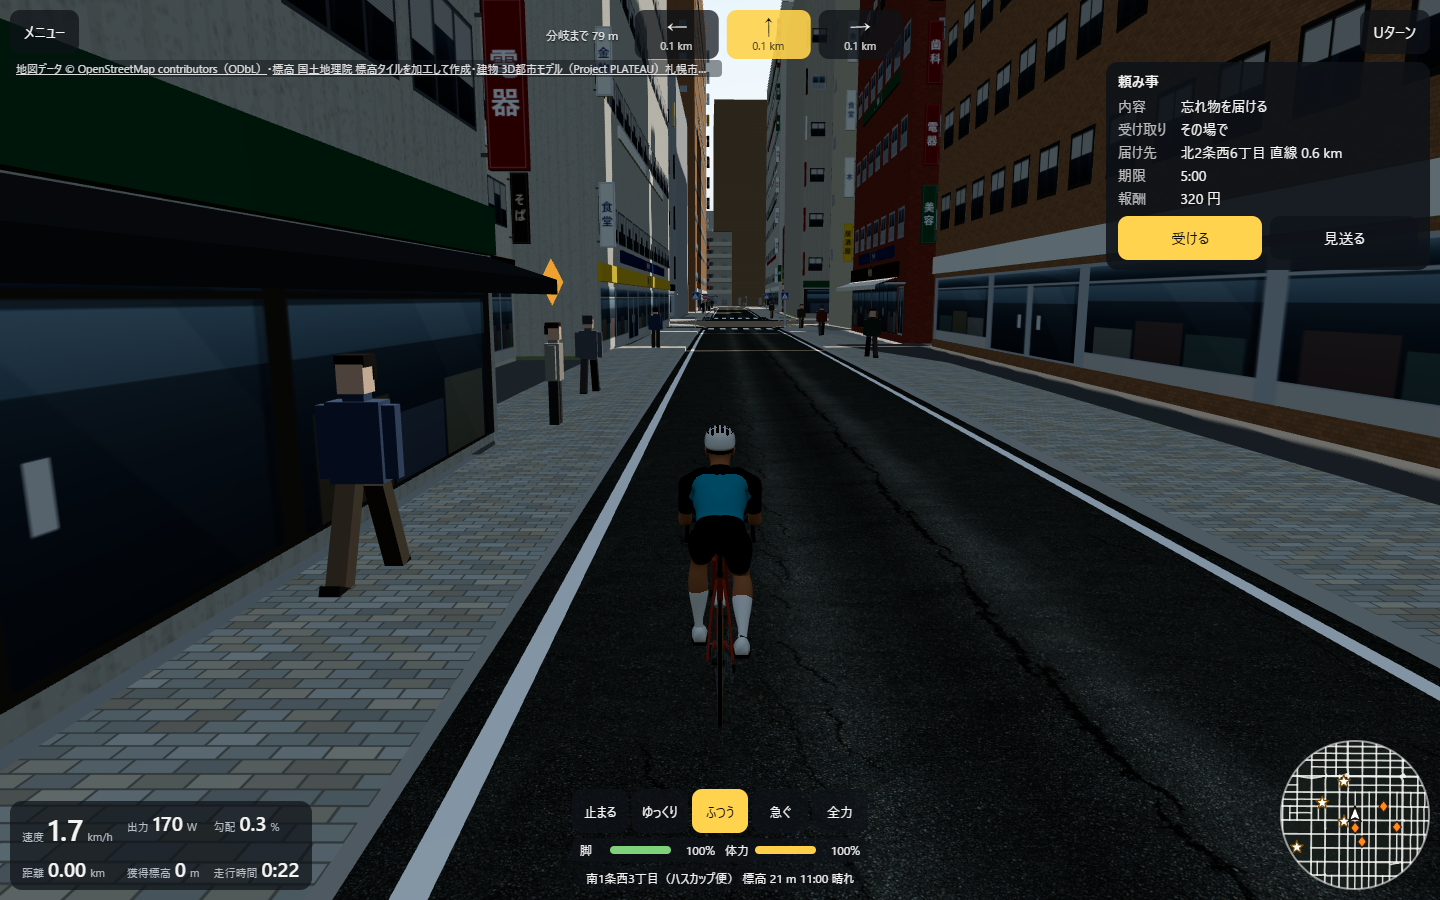 メニュー
分岐まで 79 m
←
0.1 km
↑
0.1 km
→
0.1 km
Uターン
地図データ © OpenStreetMap contributors（ODbL）・標高 国土地理院 標高タイルを加工して作成・建物 3D都市モデル（Project PLATEAU）札幌市...
頼み事
内容 忘れ物を届ける
受け取り その場で
届け先 北2条西6丁目 直線 0.6 km
期限 5:00
報酬 320 円
受ける 見送る
電器
そば
金
食堂
歯科
電器
美容
食堂
本
居酒屋
止まる ゆっくり ふつう 急ぐ 全力
脚 100% 体力 100%
南1条西3丁目（ハスカップ便） 標高 21 m 11:00 晴れ
速度 1.7 km/h 出力 170 W 勾配 0.3 %
距離 0.00 km 獲得標高 0 m 走行時間 0:22